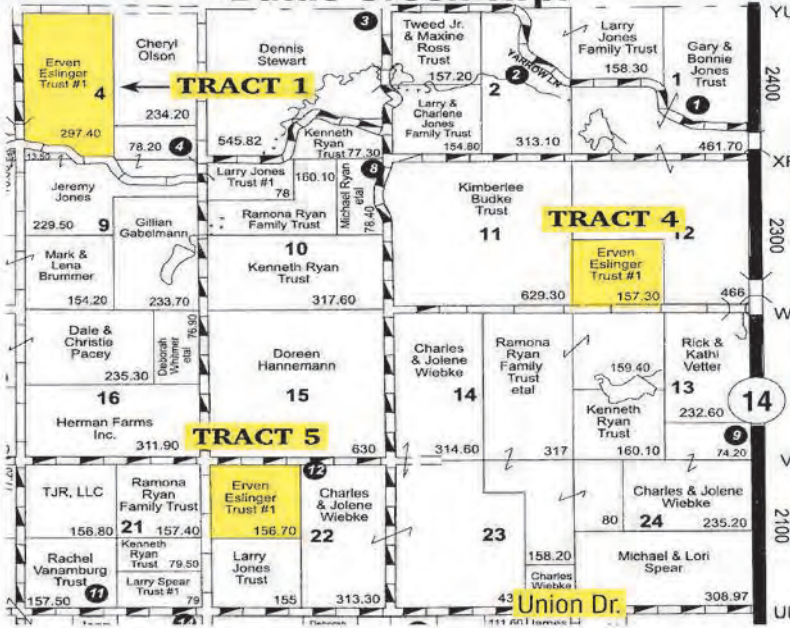 3
YU
Erven
Eslinger
Trust #1
4
297.40
Cheryl
Olson
234.20
TRACT 1
Dennis
Stewart
545.82
Tweed Jr.
& Maxine
Ross
Trust
157.20
YARROW LN
2
2
Larry
Jones
Family Trust
158.30
Gary &
Bonnie
Jones
Trust
1
1
2400
Larry &
Charlene
Jones
Family Trust
154.80
313.10
461.70
78.20
4
Kenneth
Ryan
Trust 77.30
13.50
Jeremy
Jones
229.50
9
Larry Jones
Trust #1
78
160.10
Michael Ryan
etal
78.40
8
Ramona Ryan
Family Trust
Gillian
Gabelmann
233.70
Kimberlee
Budke
Trust
11
629.30
TRACT 4
12
Erven
Eslinger
Trust #1
157.30
466
2300
Mark &
Lena
Brummer
154.20
10
Kenneth Ryan
Trust
317.60
W
Dale &
Christie
Pacey
235.30
Deborah
Whitmer
etal
76.90
Doreen
Hannemann
15
630
Charles
& Jolene
Wiebke
14
314.60
Ramona
Ryan
Family
Trust
etal
317
159.40
Kenneth
Ryan
Trust
160.10
Rick &
Kathi
Vetter
13
232.60
14
9
74.20
16
Herman Farms
Inc.
311.90
TRACT 5
V
TJR, LLC
156.80
Ramona
Ryan
Family Trust
21 157.40
Erven
Eslinger
Trust #1
156.70
12
Charles
& Jolene
Wiebke
22
313.30
23
158.20
80
Charles & Jolene
Wiebke
24 235.20
2100
Rachel
Vanamburg
Trust
11
157.50
Kenneth
Ryan
Trust 79.50
Larry Spear
Trust #1
79
Larry
Jones
Trust
155
Charles
Wiebke
Michael & Lori
Spear
308.97
43
Union Dr.